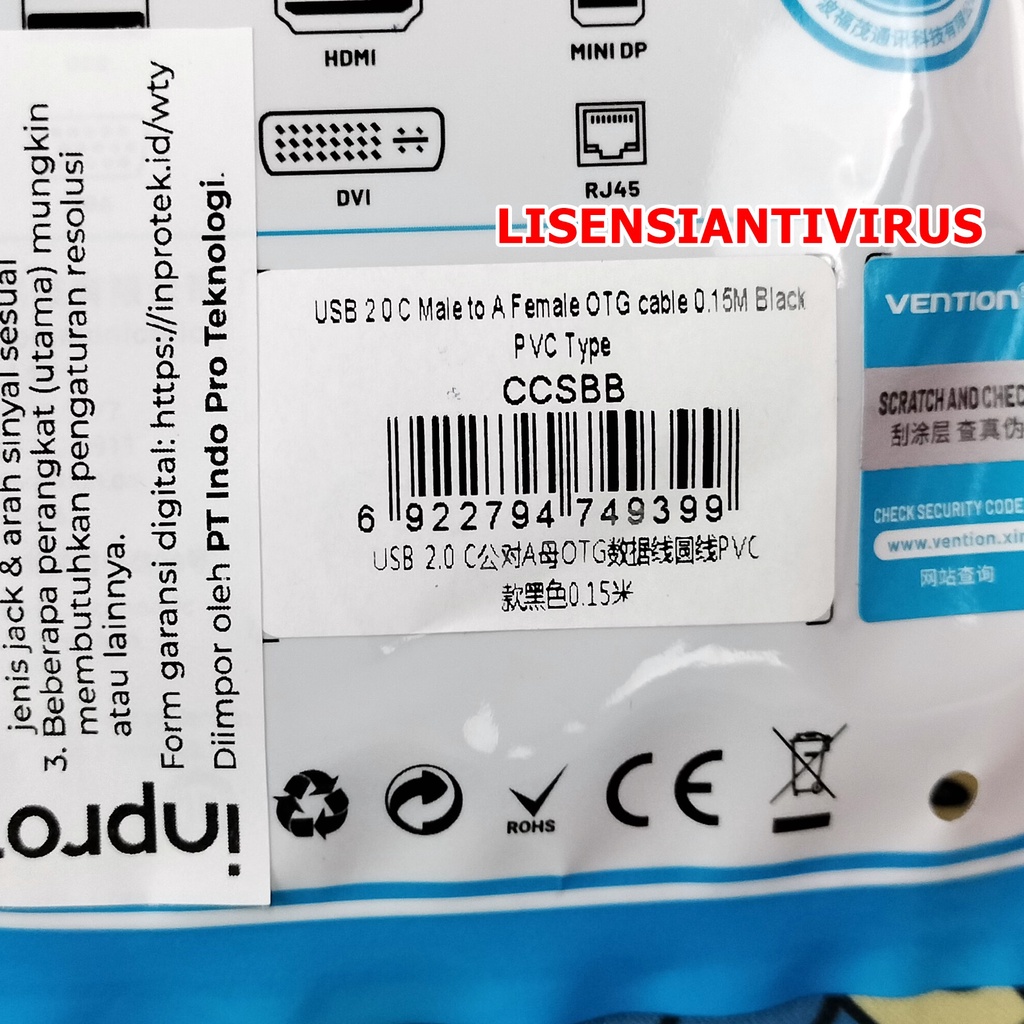 HDMI
MINI DP
DVI
RJ45
LISENSIANTIVIRUS
USB 2.0 C Male to A Female OTG cable 0.15M Black
PVC Type
CCSBB
6 922794 749399
USB 2.0 C公对A母OTG数据线圆线PVC
款黑色0.15米
VENTION®
SCRATCH AND CHEC
刮涂层 查真伪
CHECK SECURITY CODE
www.vention.xin
网站查询
ROHS
CE
jenis jack & arah sinyal sesuai
3. Beberapa perangkat (utama) mungkin
membutuhkan pengaturan resolusi
atau lainnya.
Form garansi digital: https://inprotek.id/wty
Diimpor oleh PT Indo Pro Teknologi.
inpro